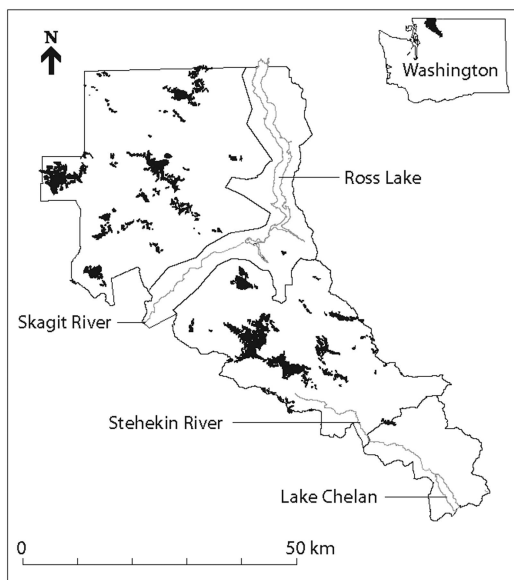 N
Washington
Ross Lake
Skagit River
Stehekin River
Lake Chelan
0
50 km